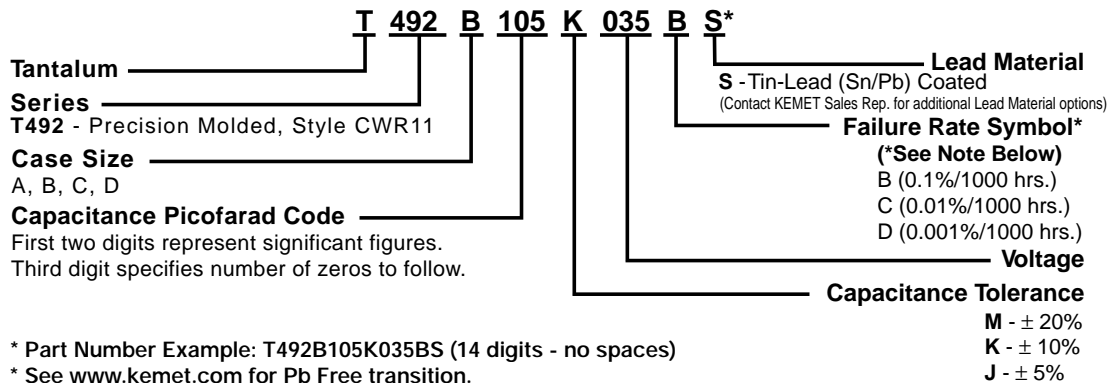 T 492 B 105 K 035 B S*
Tantalum
Series
T492 - Precision Molded, Style CWR11
Case Size
A, B, C, D
Capacitance Picofarad Code
First two digits represent significant figures.
Third digit specifies number of zeros to follow.
Lead Material
S - Tin-Lead (Sn/Pb) Coated
(Contact KEMET Sales Rep. for additional Lead Material options)
Failure Rate Symbol*
(*See Note Below)
B (0.1%/1000 hrs.)
C (0.01%/1000 hrs.)
D (0.001%/1000 hrs.)
Voltage
Capacitance Tolerance
M - ± 20%
K - ± 10%
J - ± 5%
* Part Number Example: T492B105K035BS (14 digits - no spaces)
* See www.kemet.com for Pb Free transition.